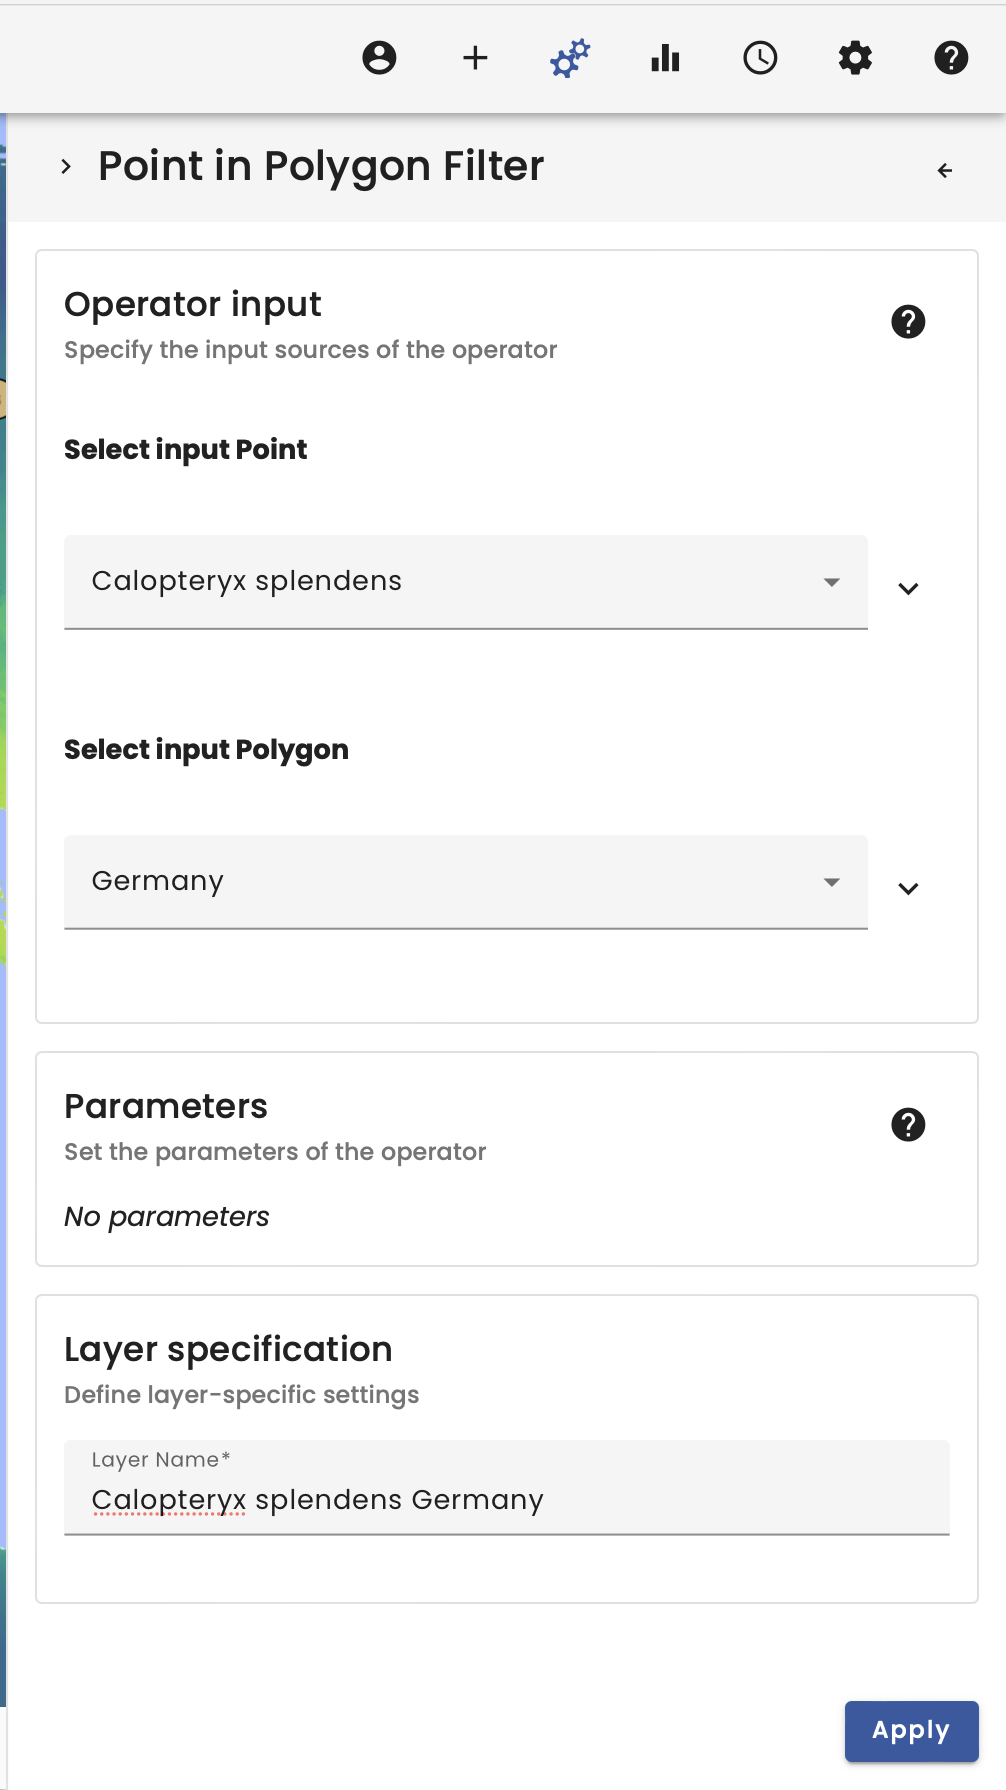 Point in Polygon Filter
Operator input
Specify the input sources of the operator
Select input Point
Calopteryx splendens
Select input Polygon
Germany
Parameters
Set the parameters of the operator
No parameters
Layer specification
Define layer-specific settings
Layer Name*
Calopteryx splendens Germany
Apply